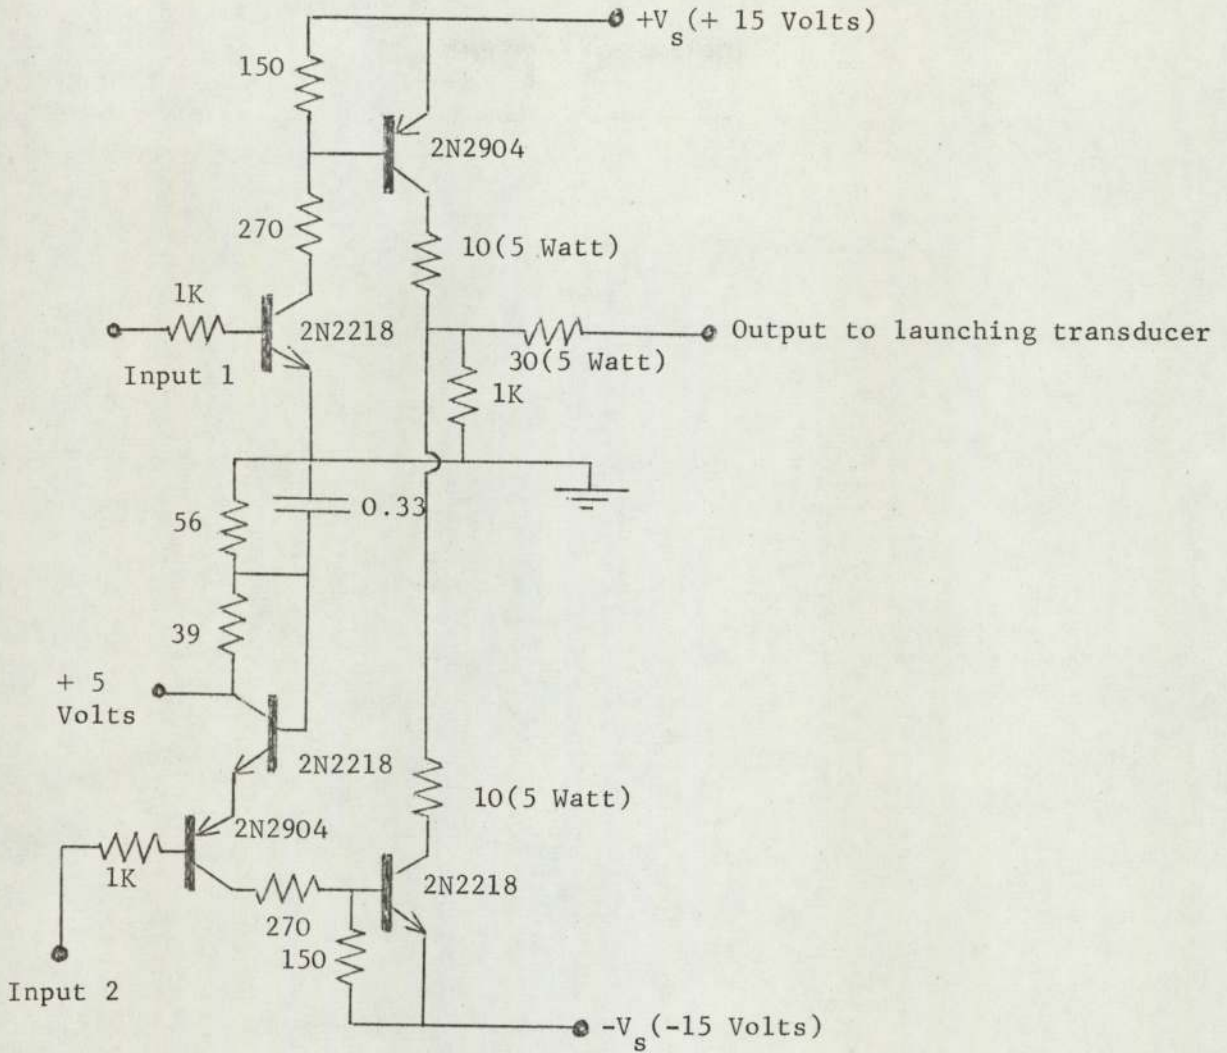 +Vs(+ 15 Volts)
150
2N2904
270
10(5 Watt)
1K
2N2218
Output to launching transducer
Input 1
30(5 Watt)
1K
0.33
56
39
+ 5
Volts
2N2218
10(5 Watt)
2N2904
1K
2N2218
270
150
Input 2
-Vs(-15 Volts)